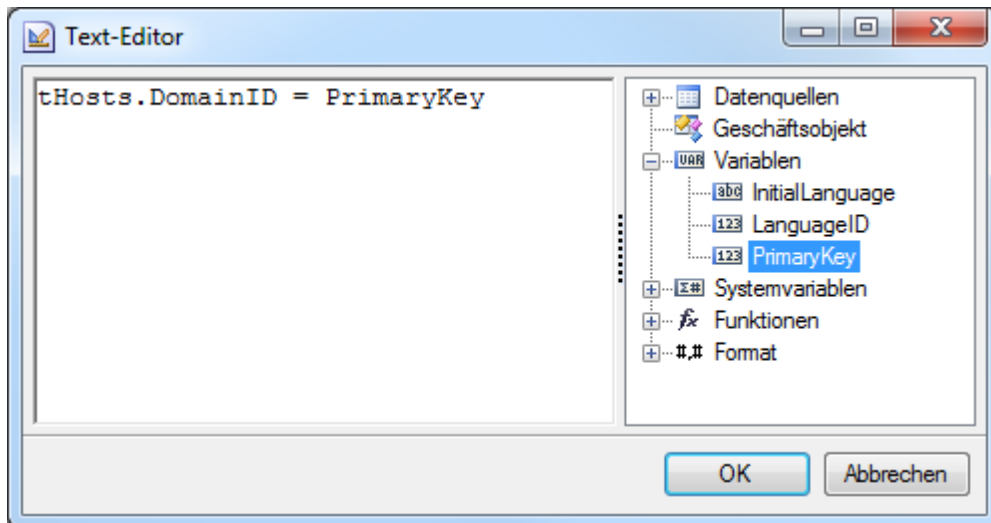 Text-Editor
tHosts.DomainID = PrimaryKey
Datenquellen
Geschäftsobjekt
VAR Variablen
abc InitialLanguage
123 LanguageID
123 PrimaryKey
Σ# Systemvariablen
fx Funktionen
#,# Format
OK
Abbrechen